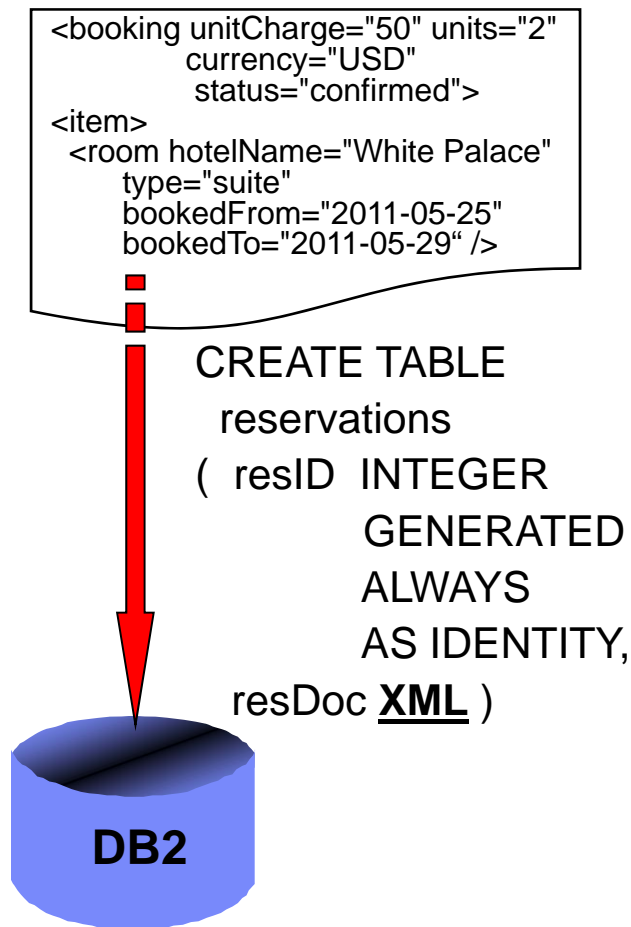 <booking unitCharge="50" units="2"
currency="USD"
status="confirmed">
<item>
<room hotelName="White Palace"
type="suite"
bookedFrom="2011-05-25"
bookedTo="2011-05-29“ />
CREATE TABLE
reservations
( resID INTEGER
GENERATED
ALWAYS
AS IDENTITY,
resDoc XML )
DB2